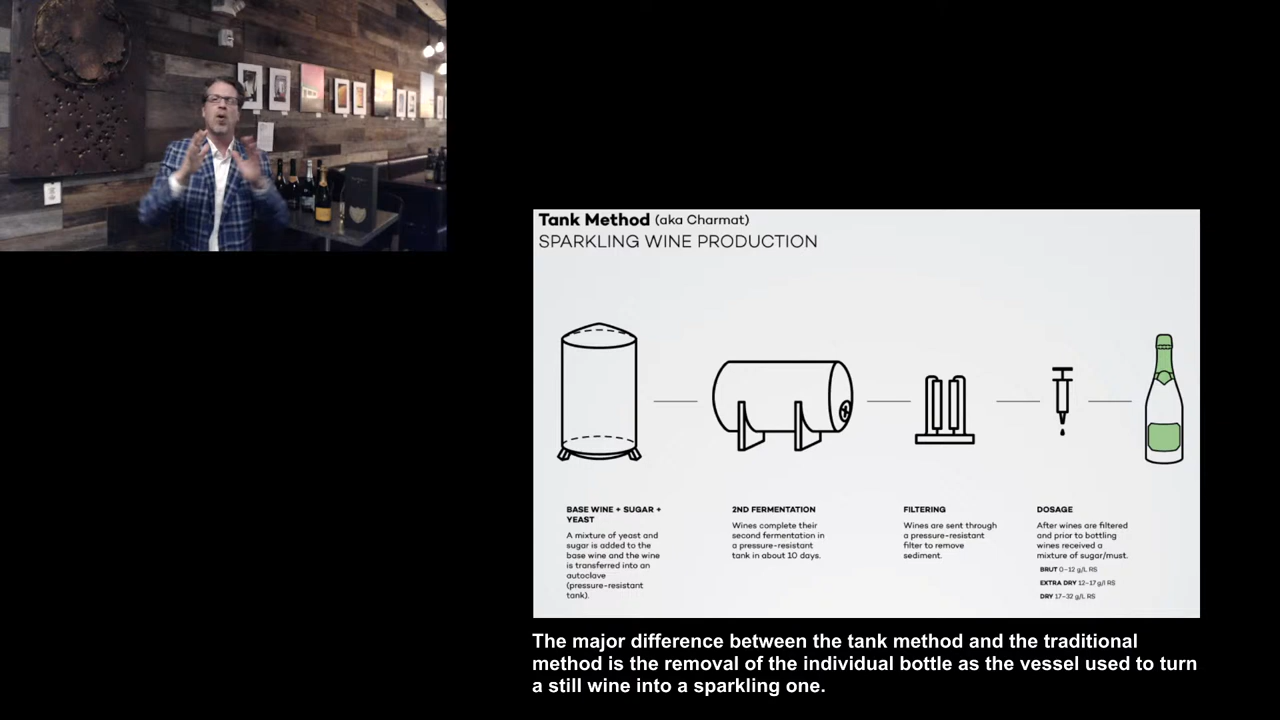 Tank Method (aka Charmat)
SPARKLING WINE PRODUCTION
BASE WINE + SUGAR +
YEAST
A mixture of yeast and
sugar is added to the
base wine and the wine
is transferred into an
autoclave
(pressure-resistant
tank).
2ND FERMENTATION
Wines complete their
second fermentation in
a pressure-resistant
tank in about 10 days.
FILTERING
Wines are sent through
a pressure-resistant
filter to remove
sediment.
DOSAGE
After wines are filtered
and prior to bottling
wines received a
mixture of sugar/must.
BRUT 0-12 g/L RS
EXTRA DRY 12-17 g/l RS
DRY 17-32 g/L RS
The major difference between the tank method and the traditional
method is the removal of the individual bottle as the vessel used to turn
a still wine into a sparkling one.